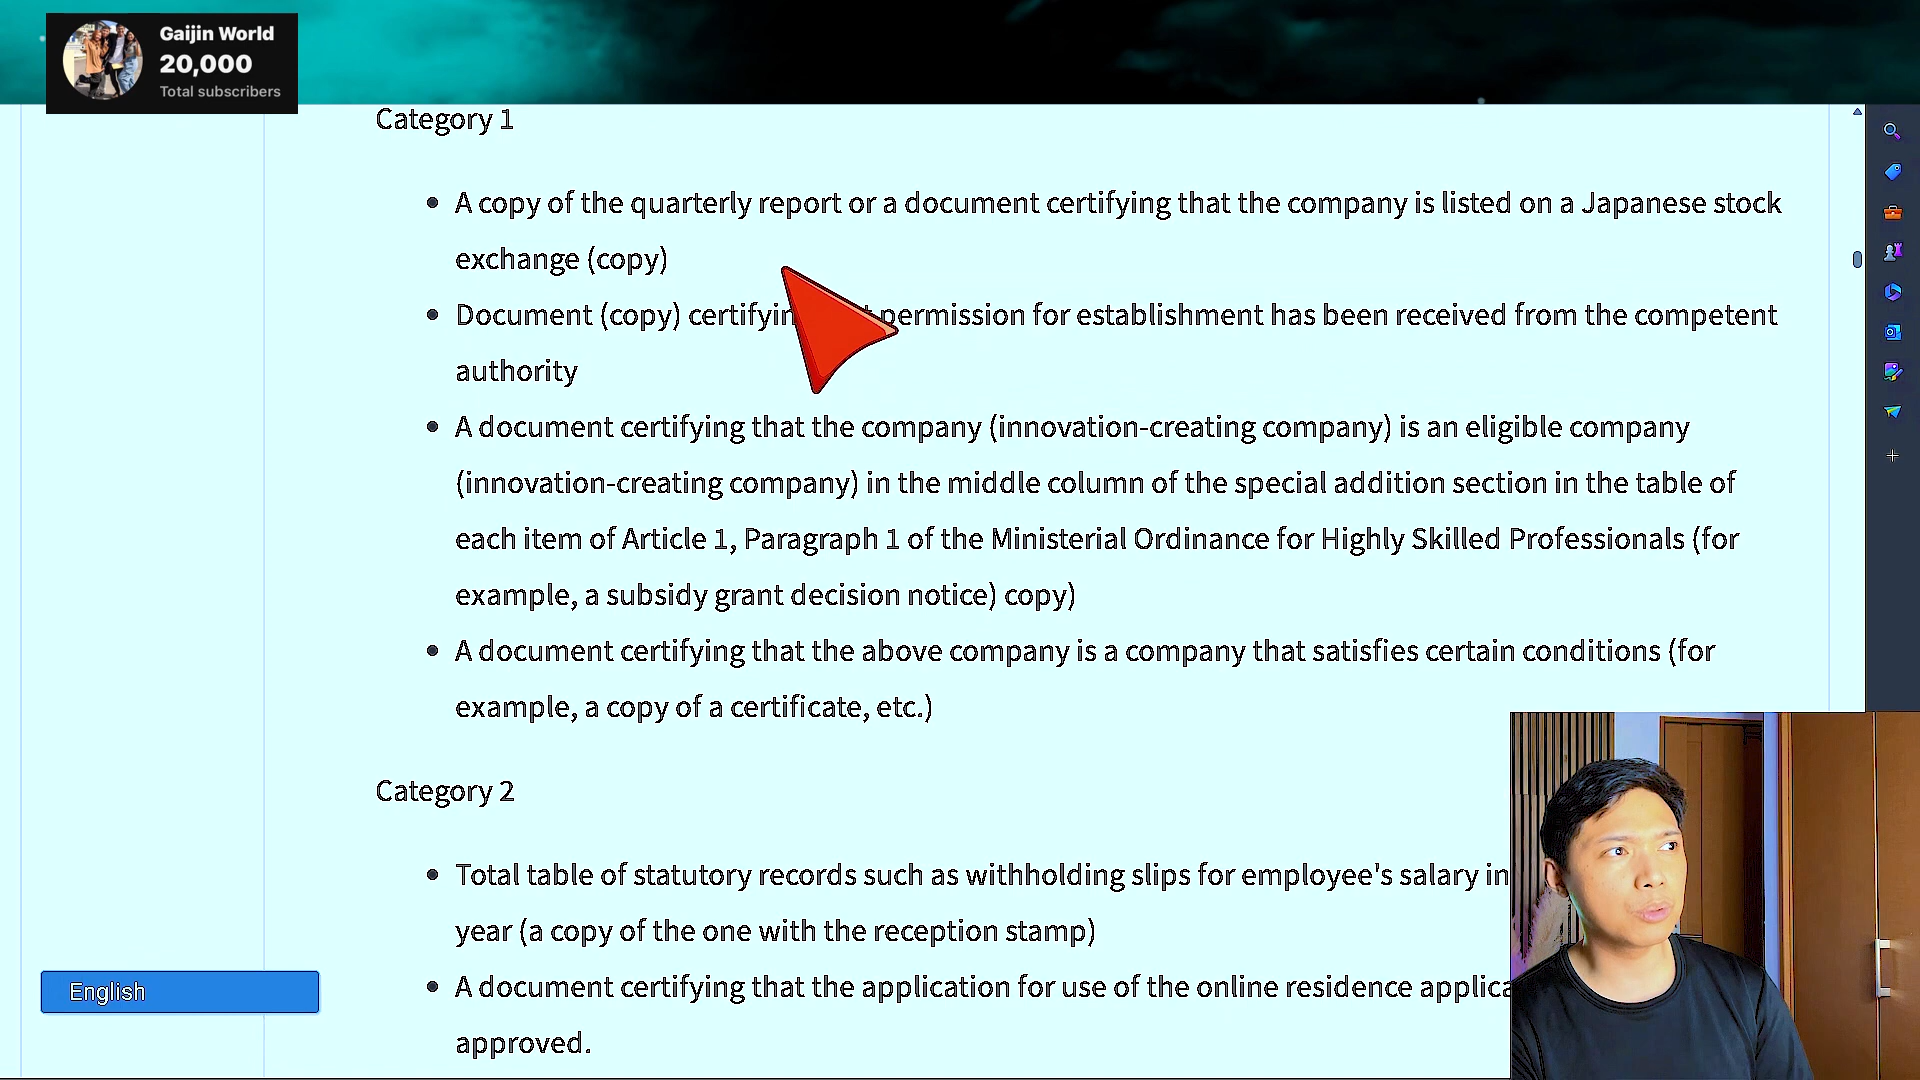 Gaijin World
20,000
Total subscribers
Category 1
A copy of the quarterly report or a document certifying that the company is listed on a Japanese stock
exchange (copy)
Document (copy) certifyin permission for establishment has been received from the competent
authority
A document certifying that the company (innovation-creating company) is an eligible company
(innovation-creating company) in the middle column of the special addition section in the table of
each item of Article 1, Paragraph 1 of the Ministerial Ordinance for Highly Skilled Professionals (for
example, a subsidy grant decision notice) copy)
A document certifying that the above company is a company that satisfies certain conditions (for
example, a copy of a certificate, etc.)
Category 2
Total table of statutory records such as withholding slips for employee's salary in
year (a copy of the one with the reception stamp)
A document certifying that the application for use of the online residence applica
approved.
English